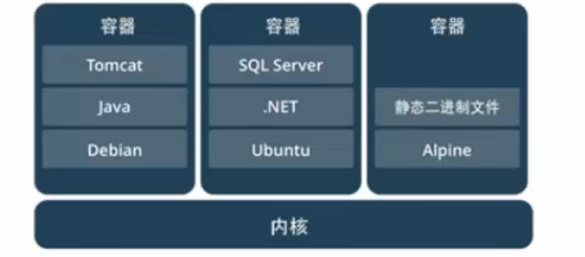 容器
Tomcat
Java
Debian
容器
SQL Server
.NET
Ubuntu
容器
静态二进制文件
Alpine
内核